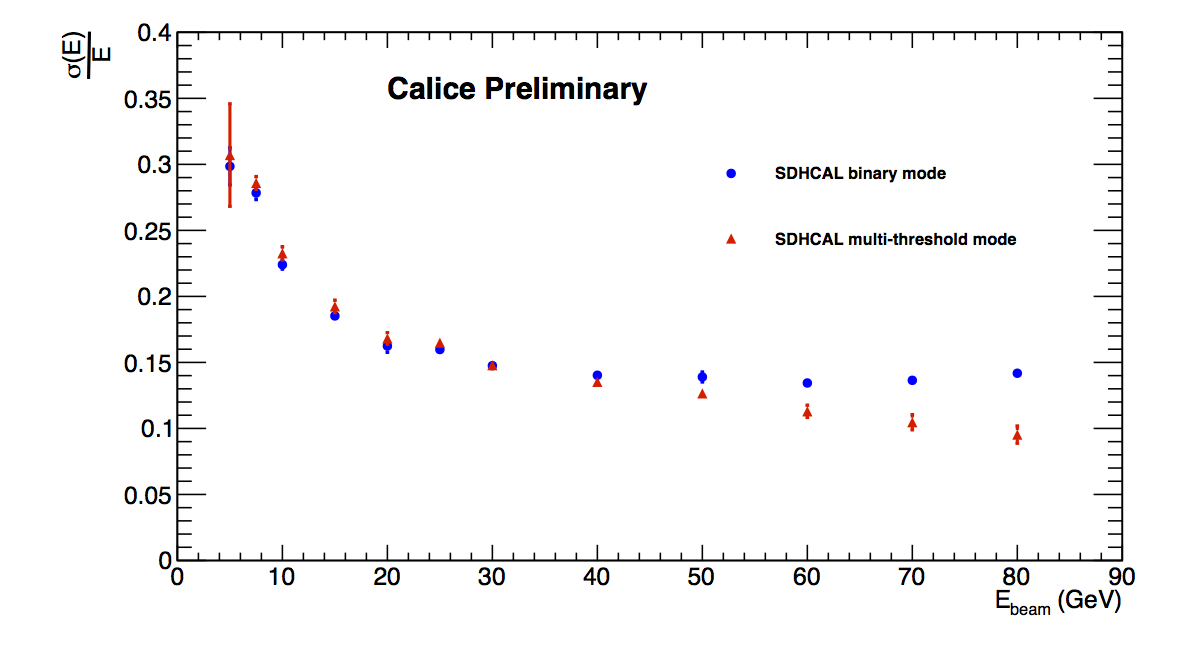 σ(E)
E
0.4
0.35
0.3
0.25
0.2
0.15
0.1
0.05
0
Calice Preliminary
SDHCAL binary mode
SDHCAL multi-threshold mode
0 10 20 30 40 50 60 70 80 90
E_beam (GeV)